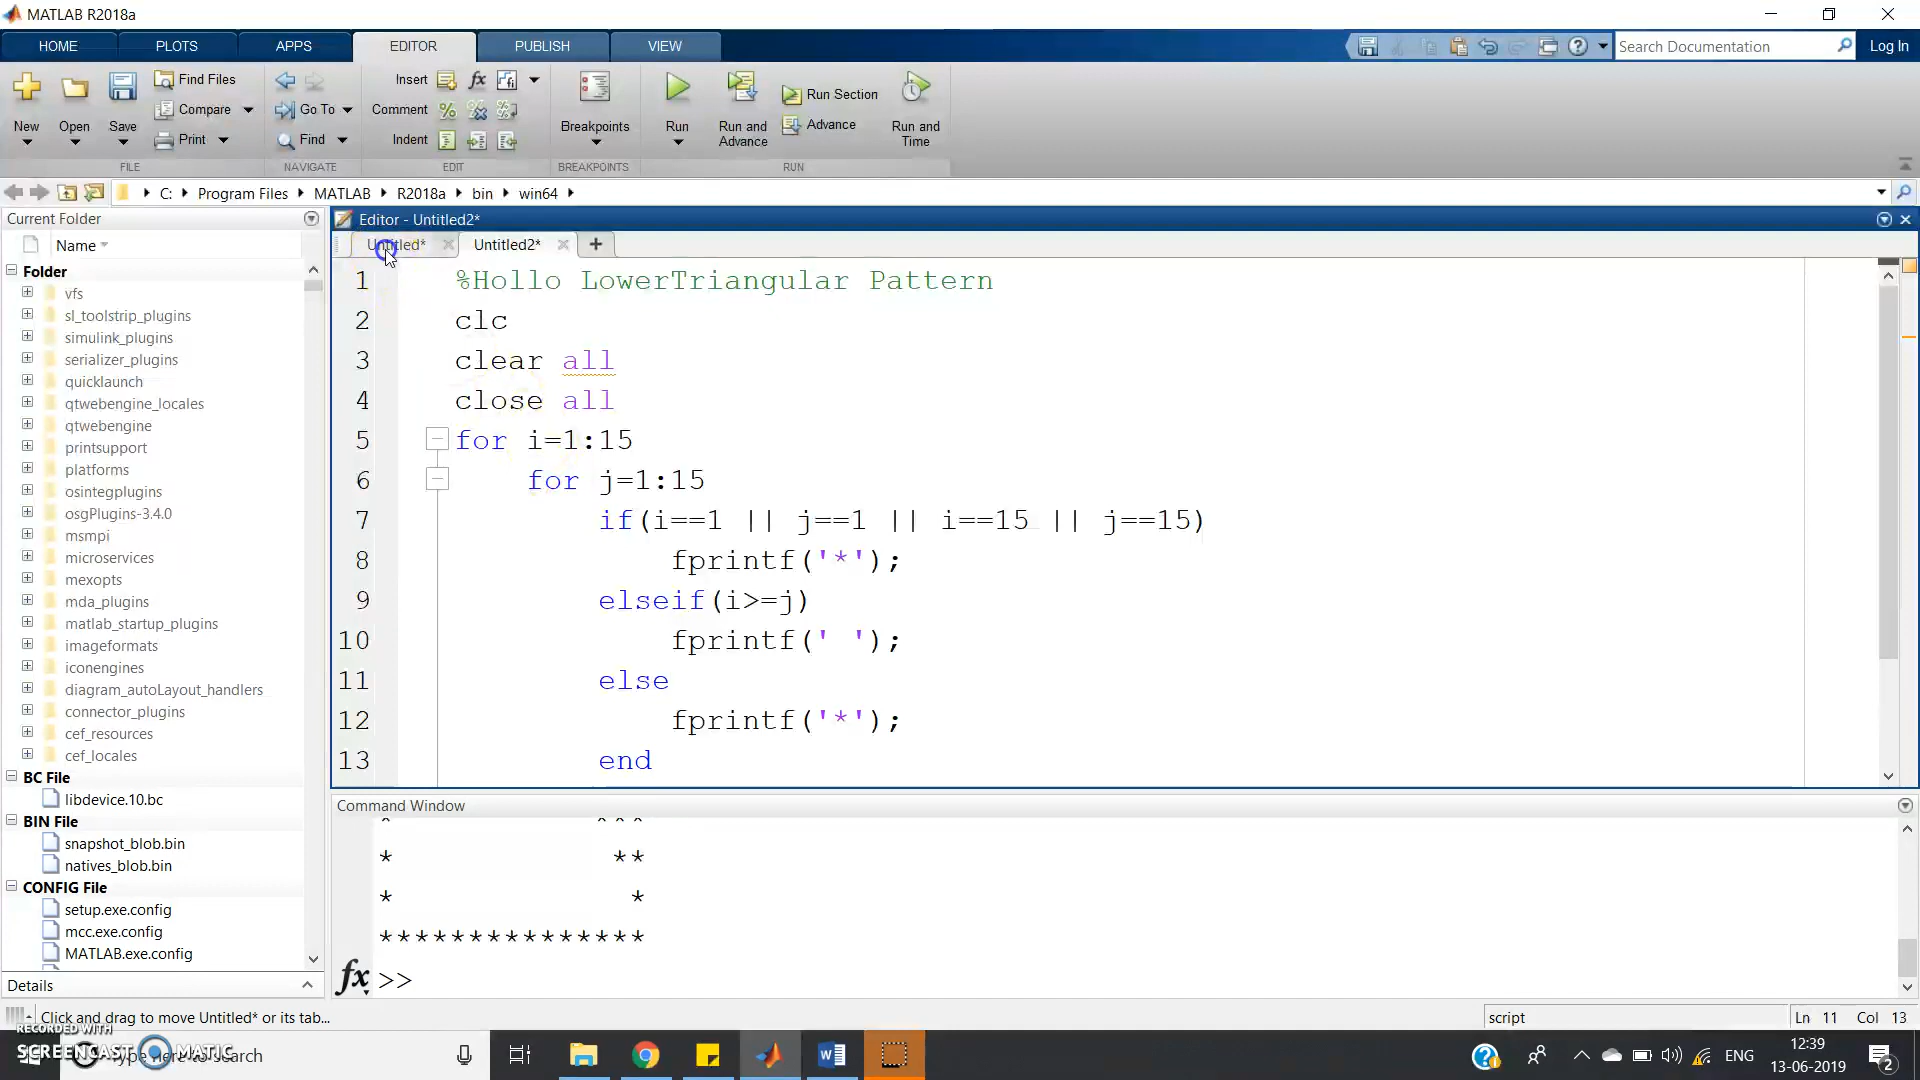 MATLAB R2018a
HOME PLOTS APPS EDITOR PUBLISH VIEW Search Documentation Log In
New Open Save Find Files Compare Print
Go To Find
Insert Comment Indent
Breakpoints
Run Run and Advance Run Section Advance Run and Time
FILE NAVIGATE EDIT BREAKPOINTS RUN
C: Program Files MATLAB R2018a bin win64
Current Folder
Name
Folder
vfs
sl_toolstrip_plugins
simulink_plugins
serializer_plugins
quicklaunch
qtwebengine_locales
qtwebengine
printsupport
platforms
osintegplugins
osgPlugins-3.4.0
msmpi
microservices
mexopts
mda_plugins
matlab_startup_plugins
imageformats
iconengines
diagram_autoLayout_handlers
connector_plugins
cef_resources
cef_locales
BC File
libdevice.10.bc
BIN File
snapshot_blob.bin
natives_blob.bin
CONFIG File
setup.exe.config
mcc.exe.config
MATLAB.exe.config
Details
Editor - Untitled2*
Untitled* Untitled2* +
1 %Hollo LowerTriangular Pattern
2 clc
3 clear all
4 close all
5 for i=1:15
6 for j=1:15
7 if(i==1 || j==1 || i==15 || j==15)
8 fprintf('*');
9 elseif(i>=j)
10 fprintf(' ');
11 else
12 fprintf('*');
13 end
Command Window
*            ***
*             **
*              *
***************
fx >>
Click and drag to move Untitled* or its tab...
script Ln 11 Col 13
RECORDED WITH
SCREENCAST MATIC
Type here to search
ENG
12:39
13-06-2019
2